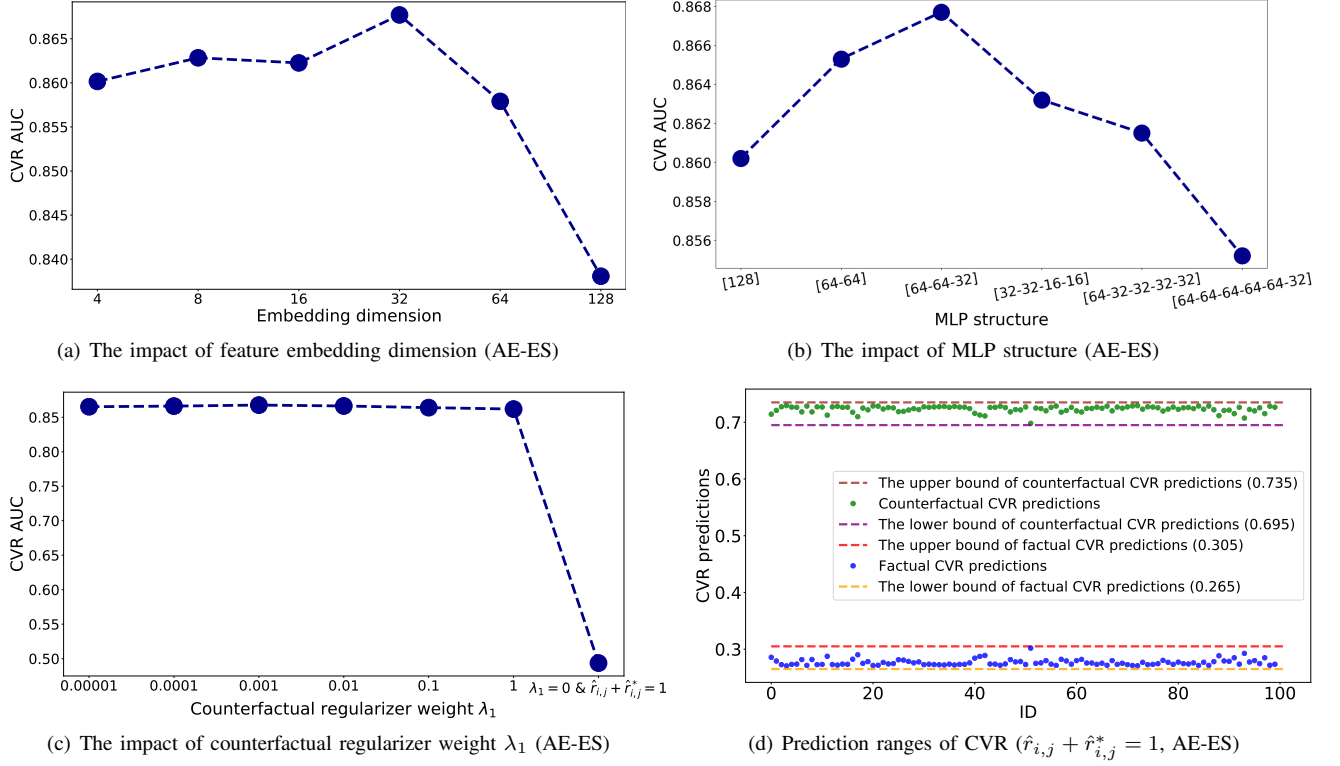 0.865
0.860
0.855
0.850
0.845
0.840
CVR AUC
4 8 16 32 64 128
Embedding dimension
(a) The impact of feature embedding dimension (AE-ES)
0.868
0.866
0.864
0.862
0.860
0.858
0.856
CVR AUC
[128] [64-64] [64-64-32] [32-32-16-16] [64-32-32-32-32] [64-64-64-64-64-32]
MLP structure
(b) The impact of MLP structure (AE-ES)
0.85
0.80
0.75
0.70
0.65
0.60
0.55
0.50
CVR AUC
0.00001 0.0001 0.001 0.01 0.1 1 λ₁ = 0 & r̂ᵢ,ⱼ + r̂*ᵢ,ⱼ = 1
Counterfactual regularizer weight λ₁
(c) The impact of counterfactual regularizer weight λ₁ (AE-ES)
0.7
0.6
0.5
0.4
0.3
CVR predictions
The upper bound of counterfactual CVR predictions (0.735)
Counterfactual CVR predictions
The lower bound of counterfactual CVR predictions (0.695)
The upper bound of factual CVR predictions (0.305)
Factual CVR predictions
The lower bound of factual CVR predictions (0.265)
0 20 40 60 80 100
ID
(d) Prediction ranges of CVR (r̂ᵢ,ⱼ + r̂*ᵢ,ⱼ = 1, AE-ES)